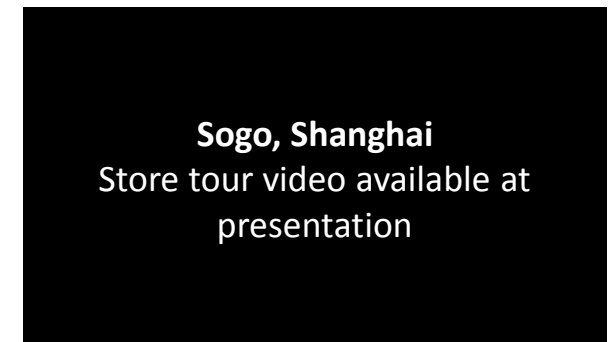 Sogo, Shanghai
Store tour video available at
presentation